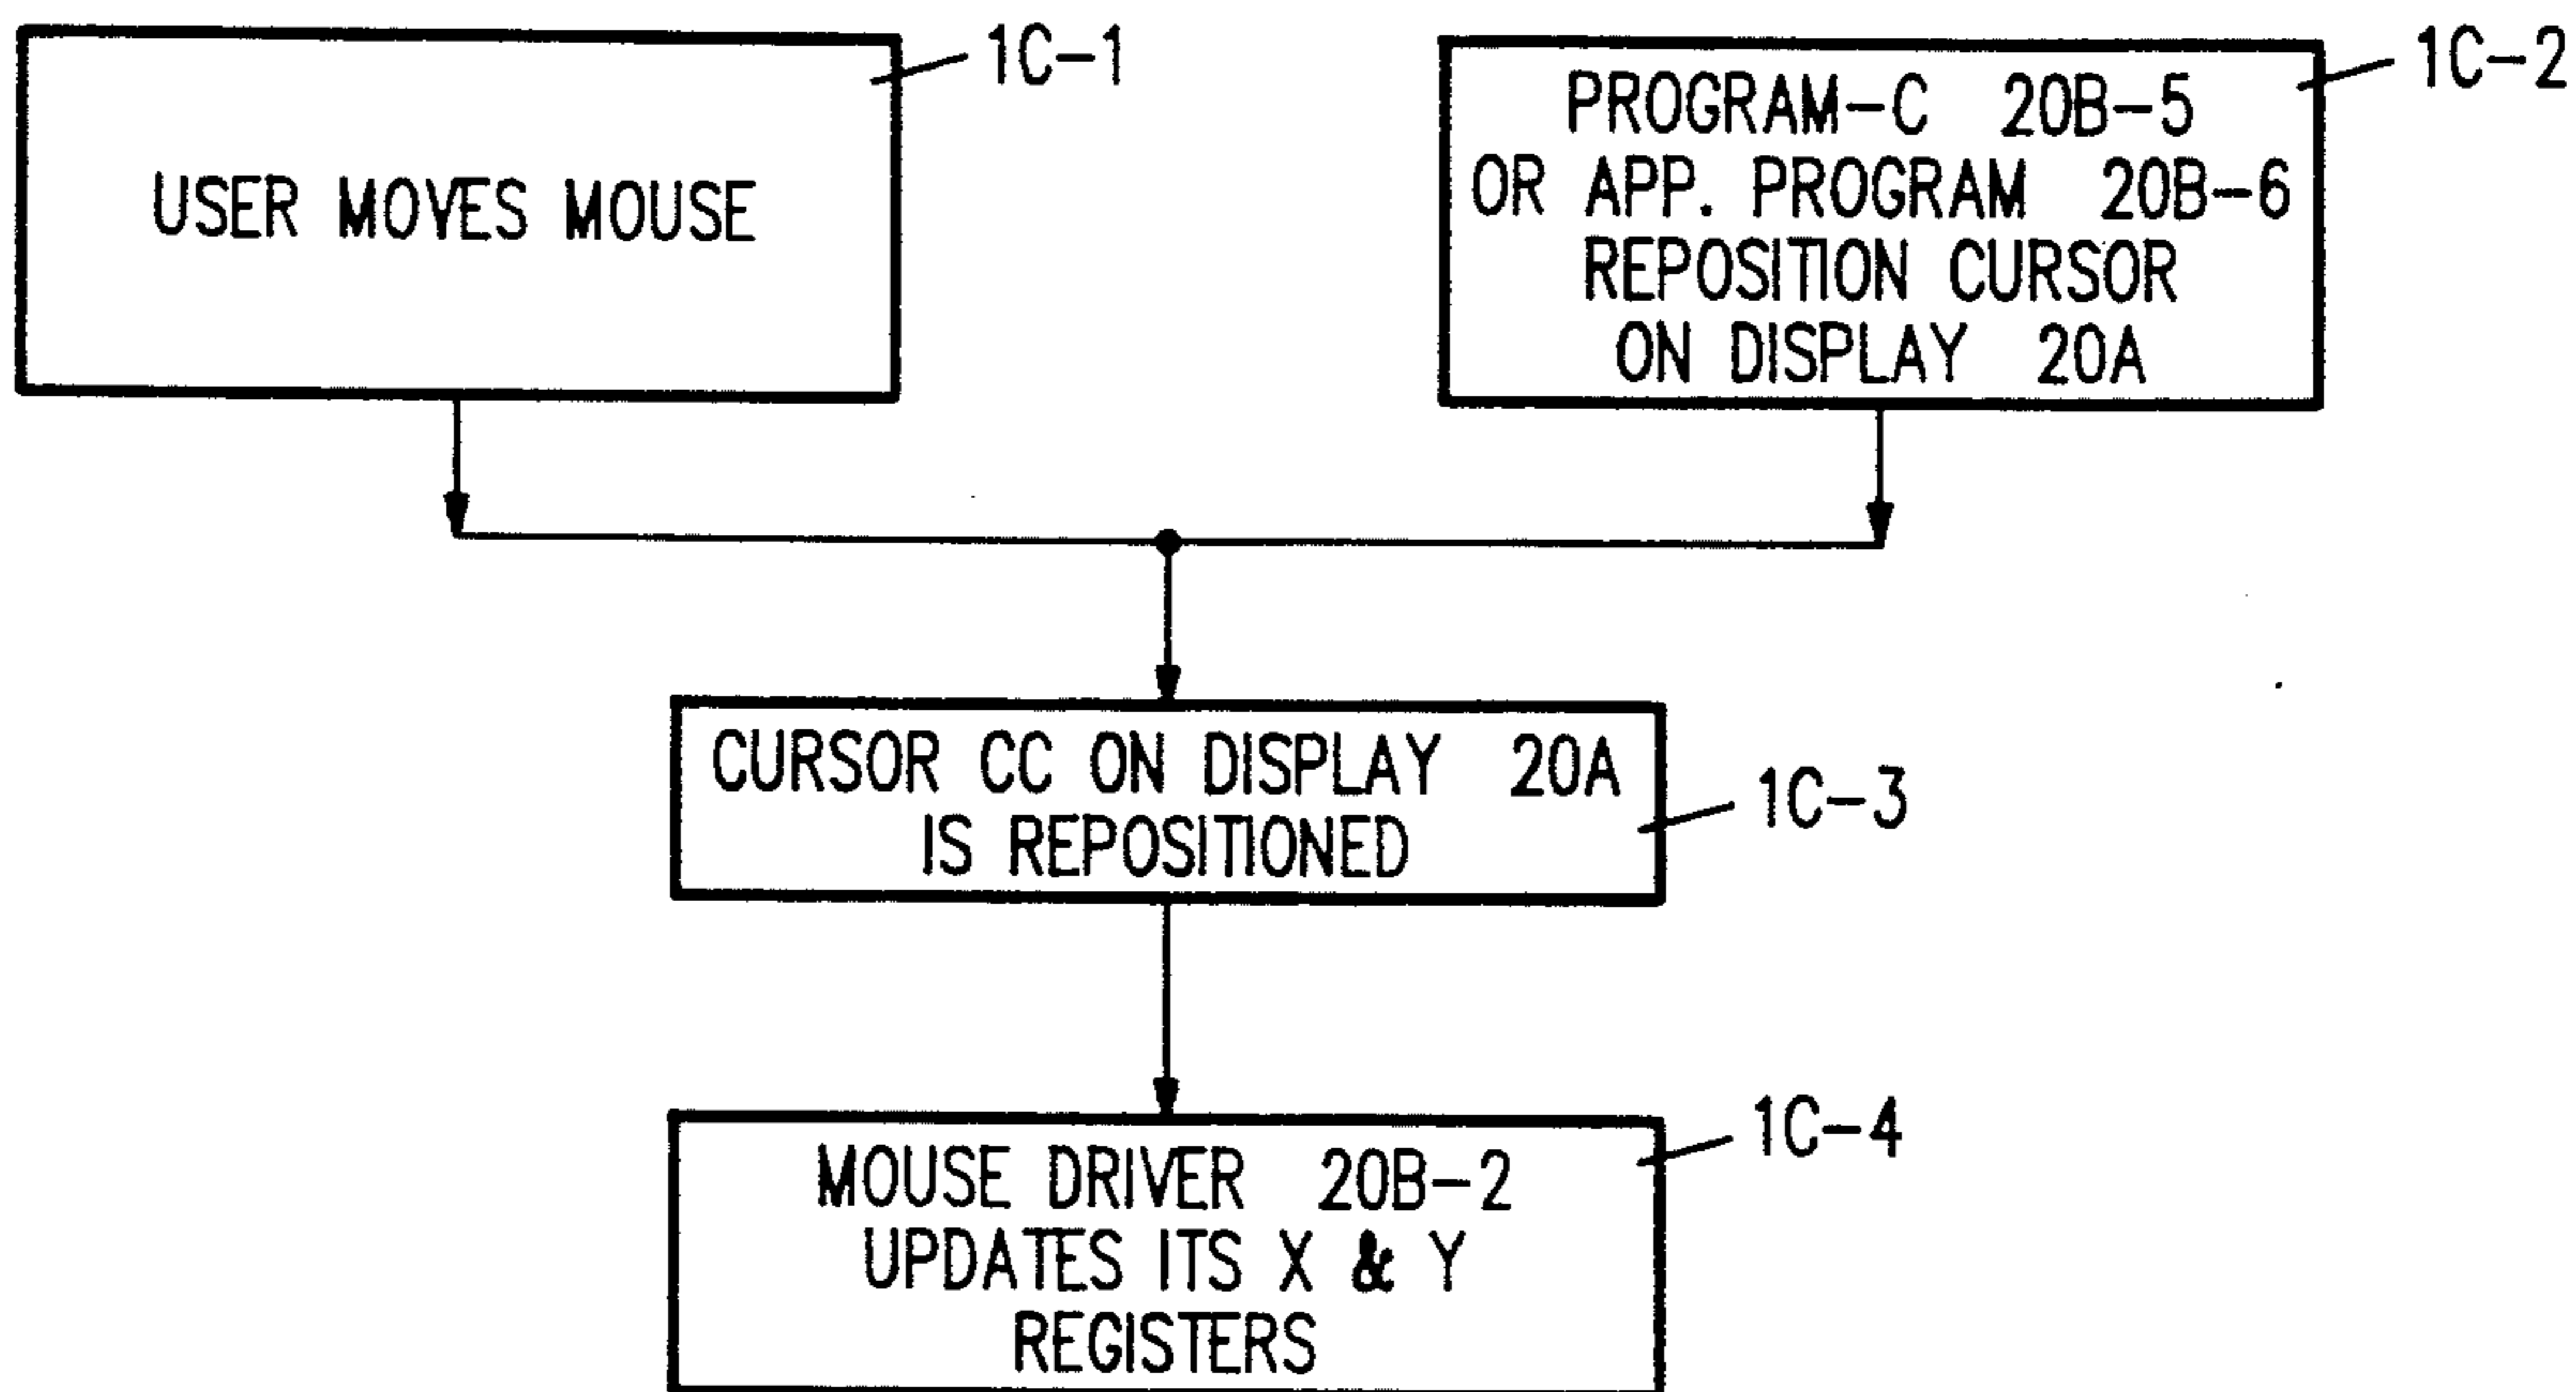 1C-1
USER MOVES MOUSE
1C-2
PROGRAM-C 20B-5
OR APP. PROGRAM 20B-6
REPOSITION CURSOR
ON DISPLAY 20A
CURSOR CC ON DISPLAY 20A
IS REPOSITIONED
1C-3
MOUSE DRIVER 20B-2
UPDATES ITS X & Y
REGISTERS
1C-4